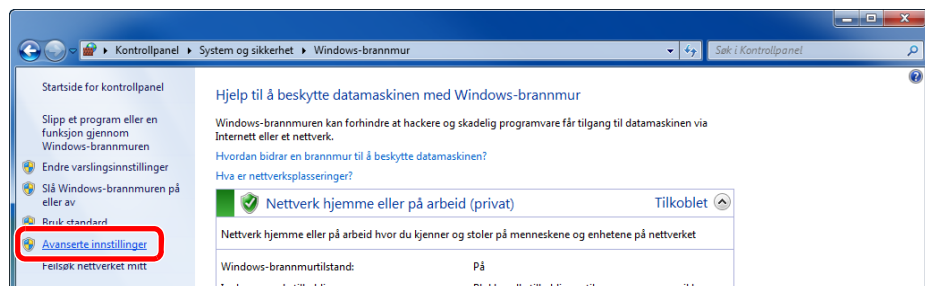 Kontrollpanel ▸ System og sikkerhet ▸ Windows-brannmur
Søk i Kontrollpanel
Startside for kontrollpanel
Slipp et program eller en
funksjon gjennom
Windows-brannmuren
Endre varslingsinnstillinger
Slå Windows-brannmuren på
eller av
Bruk standard
Avanserte innstillinger
Feilsøk nettverket mitt
Hjelp til å beskytte datamaskinen med Windows-brannmur
Windows-brannmuren kan forhindre at hackere og skadelig programvare får tilgang til datamaskinen via
Internett eller et nettverk.
Hvordan bidrar en brannmur til å beskytte datamaskinen?
Hva er nettverksplasseringer?
Nettverk hjemme eller på arbeid (privat) Tilkoblet
Nettverk hjemme eller på arbeid hvor du kjenner og stoler på menneskene og enhetene på nettverket
Windows-brannmurtilstand: På